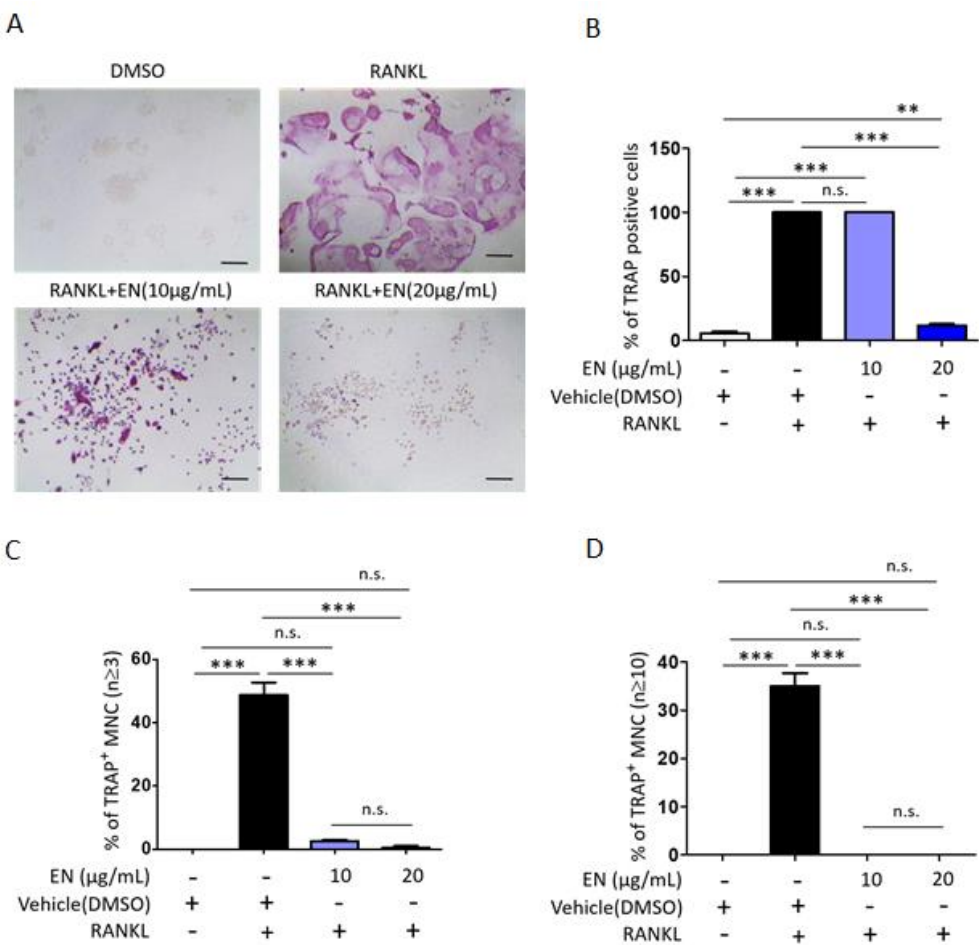 A
DMSO
RANKL
RANKL+EN(10μg/mL)
RANKL+EN(20μg/mL)
B
**
***
***
*** n.s.
% of TRAP positive cells
150
100
50
0
EN (μg/mL) - - 10 20
Vehicle(DMSO) + + - -
RANKL - + + +
C
n.s.
***
n.s.
*** ***
n.s.
% of TRAP⁺ MNC (n≥3)
60
40
20
0
EN (μg/mL) - - 10 20
Vehicle(DMSO) + + - -
RANKL - + + +
D
n.s.
***
n.s.
*** ***
n.s.
% of TRAP⁺ MNC (n≥10)
40
30
20
10
0
EN (μg/mL) - - 10 20
Vehicle(DMSO) + + - -
RANKL - + + +